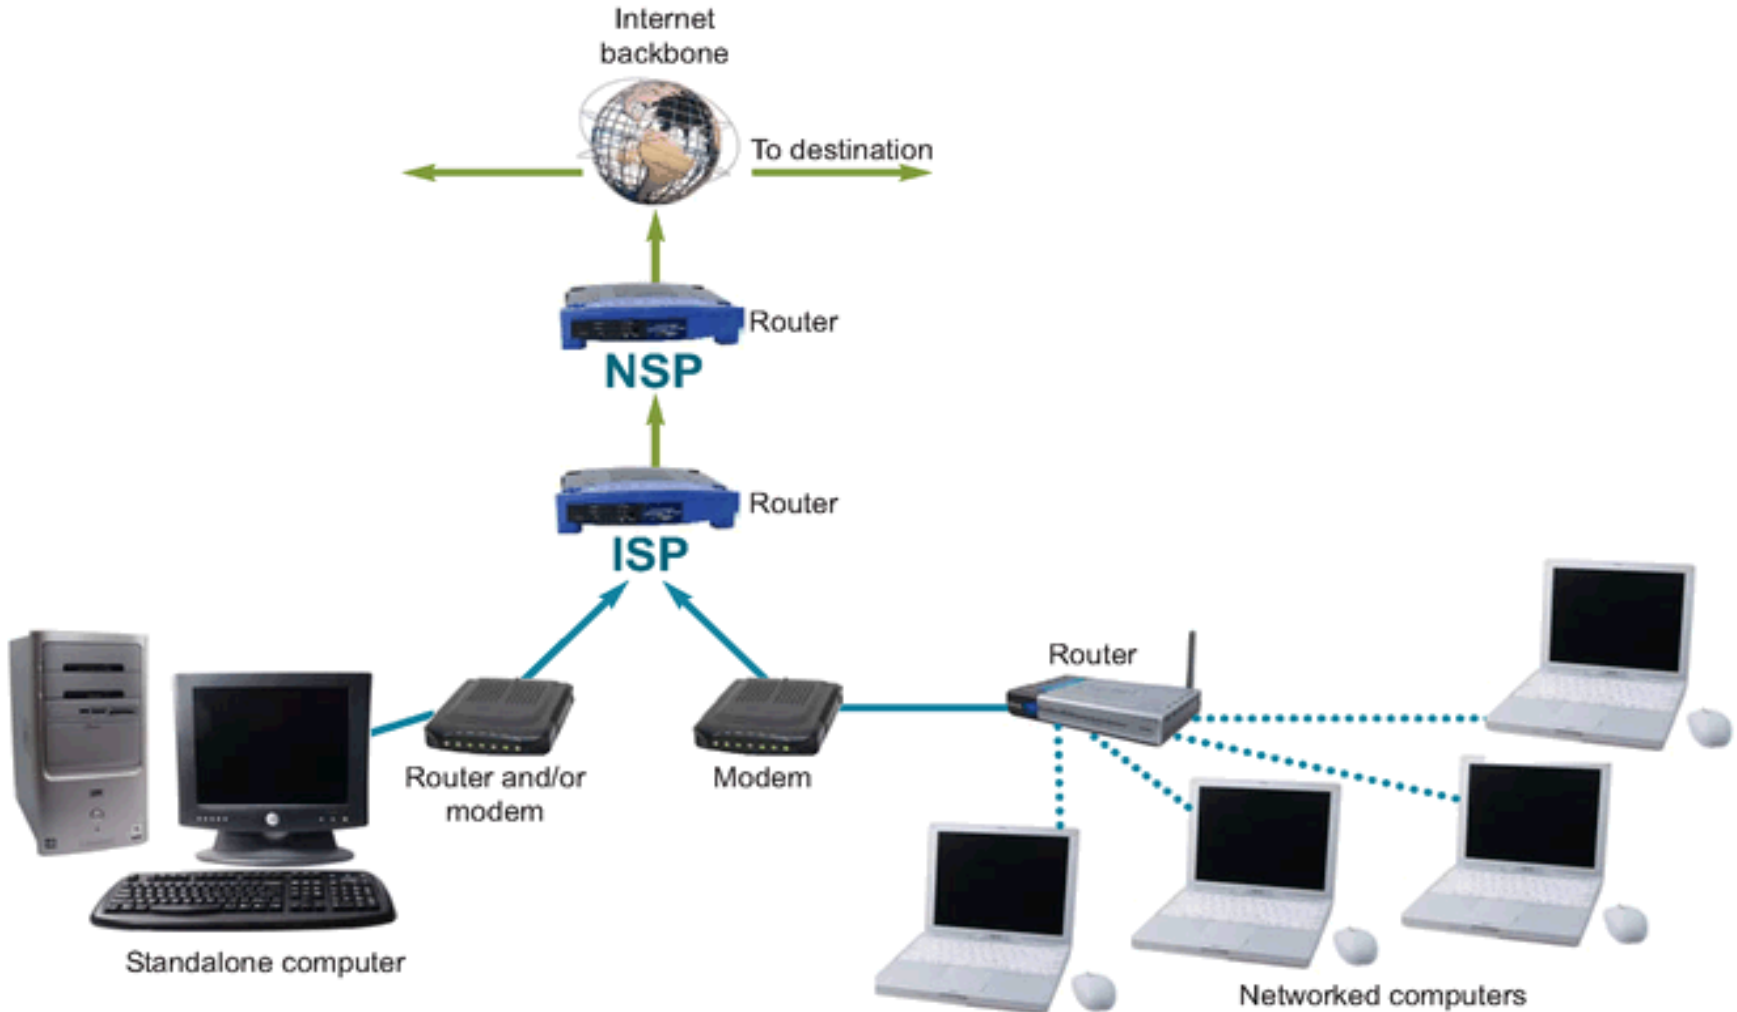 Internet
backbone
To destination
Router
NSP
Router
ISP
Router
Router and/or
modem
Modem
Standalone computer
Networked computers